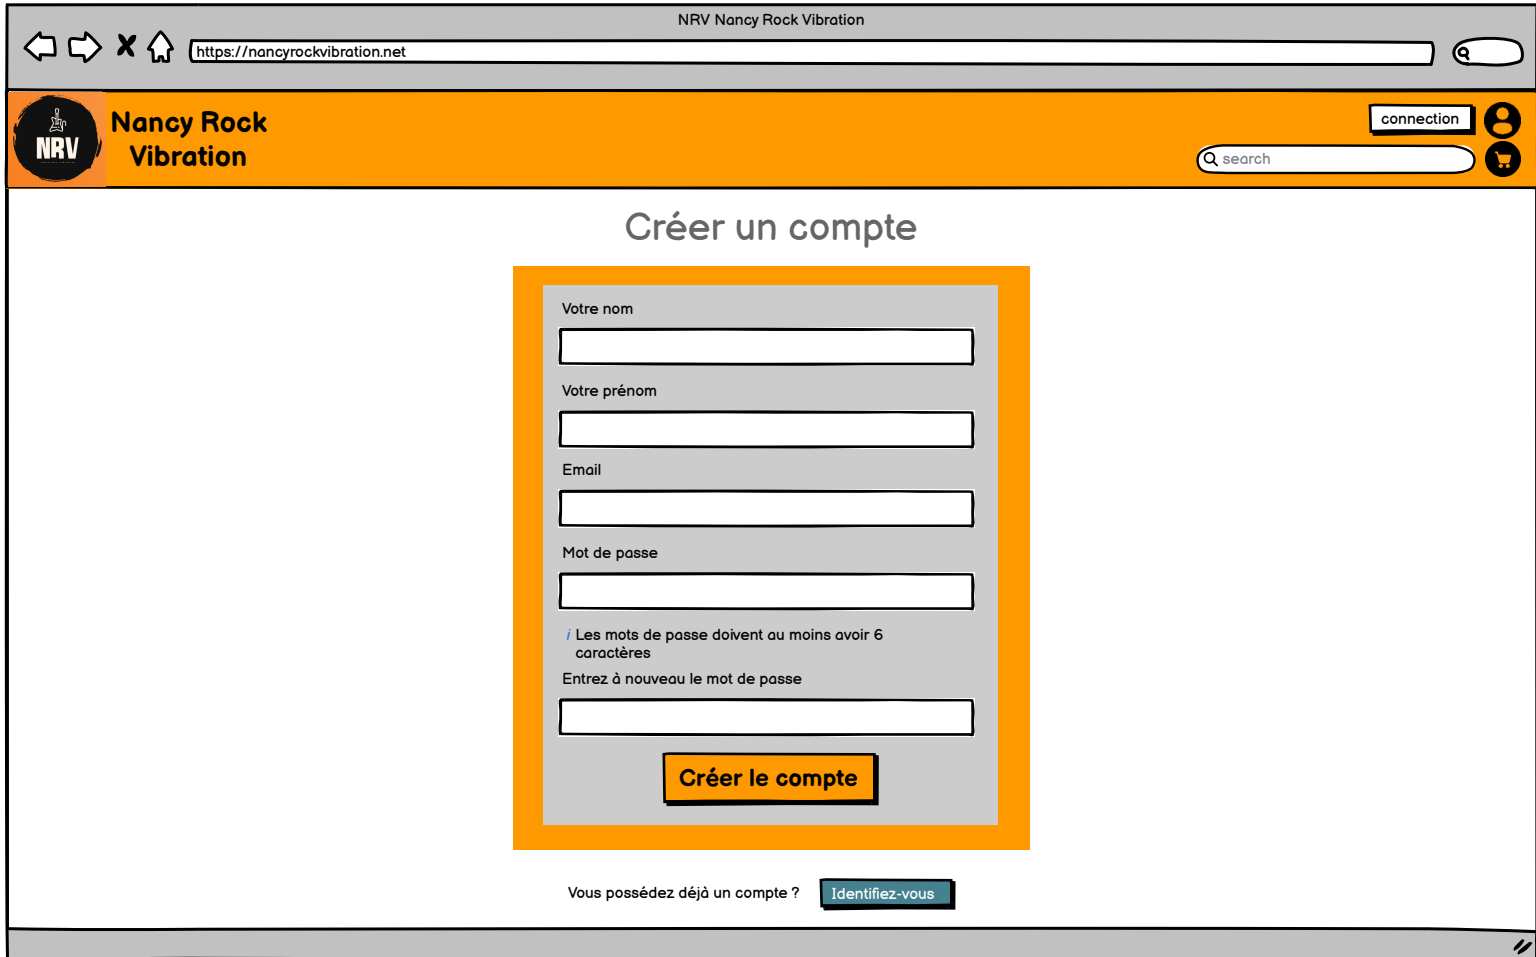 NRV Nancy Rock Vibration
https://nancyrockvibration.net
NRV
Nancy Rock
Vibration
connection
search
Créer un compte
Votre nom
Votre prénom
Email
Mot de passe
i Les mots de passe doivent au moins avoir 6
caractères
Entrez à nouveau le mot de passe
Créer le compte
Vous possédez déjà un compte ?
Identifiez-vous